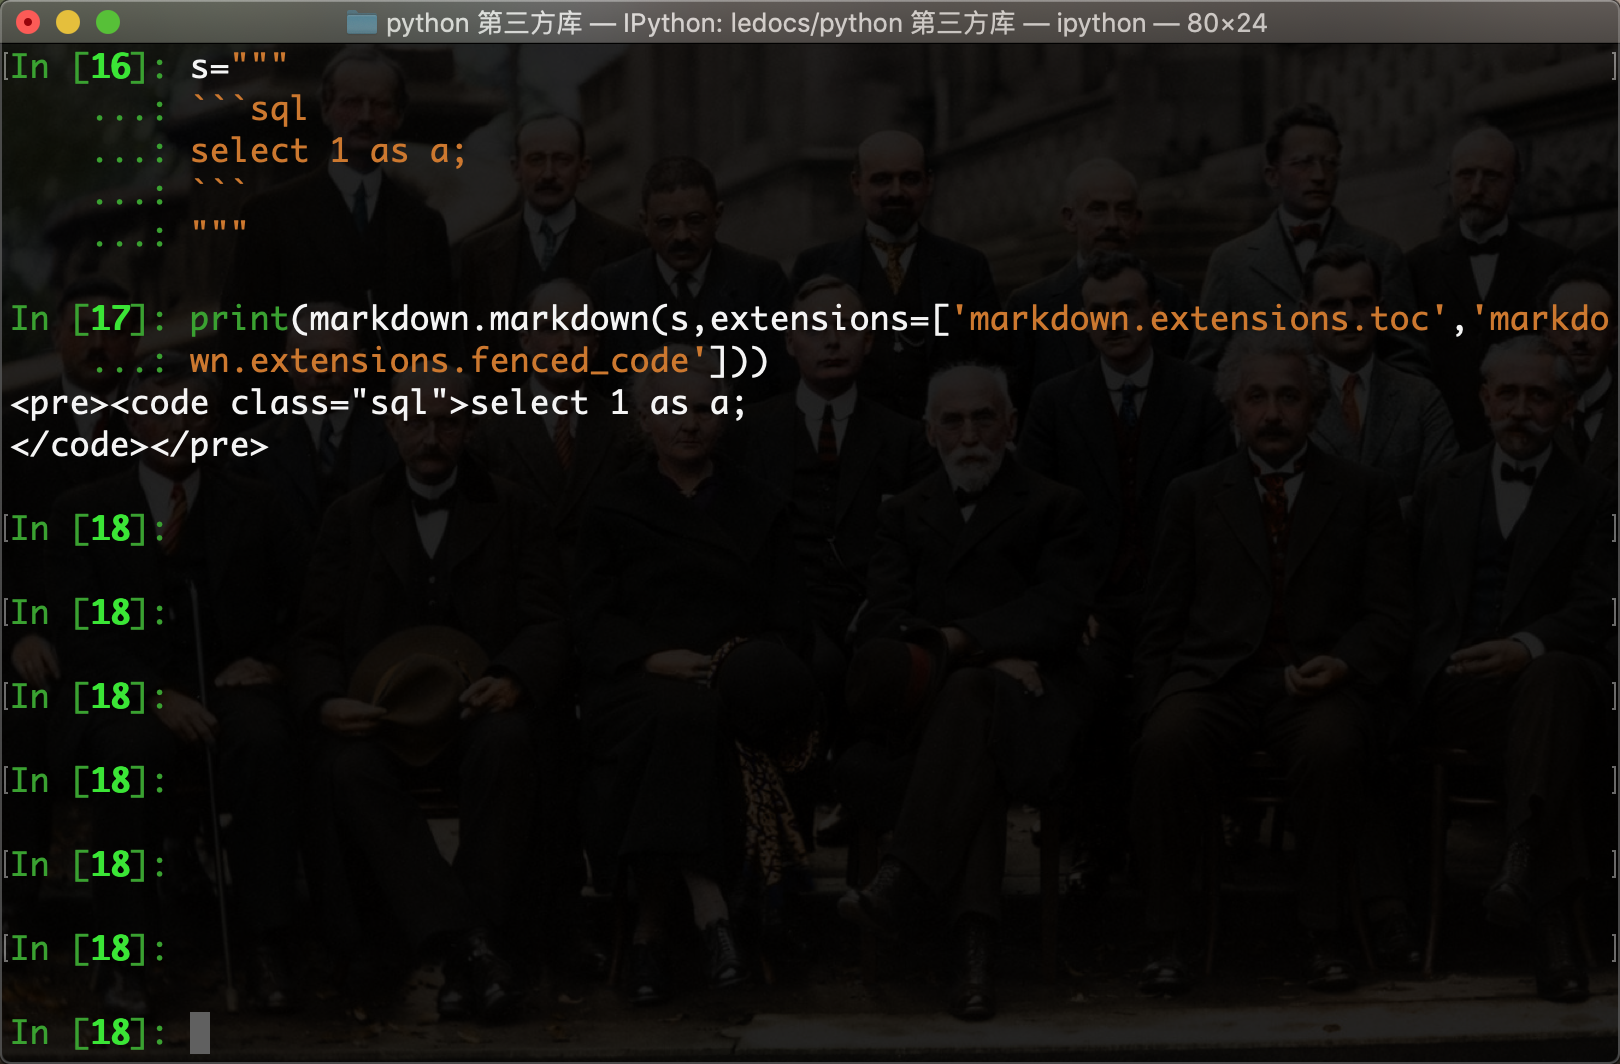 python 第三方库 — IPython: ledocs/python 第三方库 — ipython — 80×24
In [16]: s="""
...: ```sql
...: select 1 as a;
...: ```
...: """
In [17]: print(markdown.markdown(s,extensions=['markdown.extensions.toc','markdo
...: wn.extensions.fenced_code']))
<pre><code class="sql">select 1 as a;
</code></pre>
In [18]:
In [18]:
In [18]:
In [18]:
In [18]:
In [18]:
In [18]: